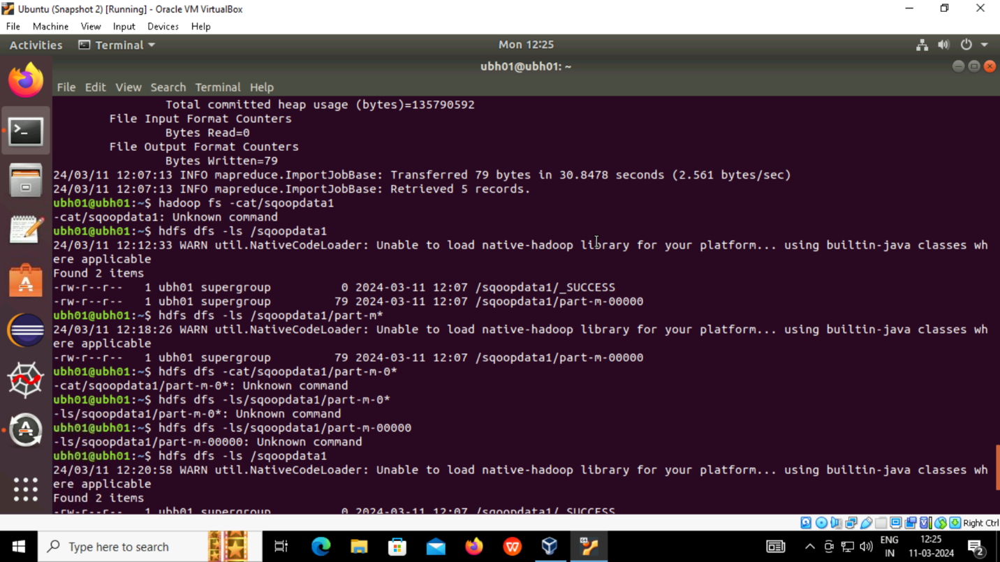 Ubuntu (Snapshot 2) [Running] - Oracle VM VirtualBox
File Machine View Input Devices Help
Activities Terminal Mon 12:25
ubh01@ubh01: ~
File Edit View Search Terminal Help
Total committed heap usage (bytes)=135790592
File Input Format Counters
Bytes Read=0
File Output Format Counters
Bytes Written=79
24/03/11 12:07:13 INFO mapreduce.ImportJobBase: Transferred 79 bytes in 30.8478 seconds (2.561 bytes/sec)
24/03/11 12:07:13 INFO mapreduce.ImportJobBase: Retrieved 5 records.
ubh01@ubh01:~$ hadoop fs -cat/sqoopdata1
-cat/sqoopdata1: Unknown command
ubh01@ubh01:~$ hdfs dfs -ls /sqoopdata1
24/03/11 12:12:33 WARN util.NativeCodeLoader: Unable to load native-hadoop library for your platform... using builtin-java classes wh
ere applicable
Found 2 items
-rw-r--r-- 1 ubh01 supergroup 0 2024-03-11 12:07 /sqoopdata1/_SUCCESS
-rw-r--r-- 1 ubh01 supergroup 79 2024-03-11 12:07 /sqoopdata1/part-m-00000
ubh01@ubh01:~$ hdfs dfs -ls /sqoopdata1/part-m*
24/03/11 12:18:26 WARN util.NativeCodeLoader: Unable to load native-hadoop library for your platform... using builtin-java classes wh
ere applicable
-rw-r--r-- 1 ubh01 supergroup 79 2024-03-11 12:07 /sqoopdata1/part-m-00000
ubh01@ubh01:~$ hdfs dfs -cat/sqoopdata1/part-m-0*
-cat/sqoopdata1/part-m-0*: Unknown command
ubh01@ubh01:~$ hdfs dfs -ls/sqoopdata1/part-m-0*
-ls/sqoopdata1/part-m-0*: Unknown command
ubh01@ubh01:~$ hdfs dfs -ls/sqoopdata1/part-m-00000
-ls/sqoopdata1/part-m-00000: Unknown command
ubh01@ubh01:~$ hdfs dfs -ls /sqoopdata1
24/03/11 12:20:58 WARN util.NativeCodeLoader: Unable to load native-hadoop library for your platform... using builtin-java classes wh
ere applicable
Found 2 items
-rw-r--r-- 1 ubh01 supergroup 0 2024-03-11 12:07 /sqoopdata1/_SUCCESS
Right Ctrl
Type here to search
ENG
IN
12:25
11-03-2024
2